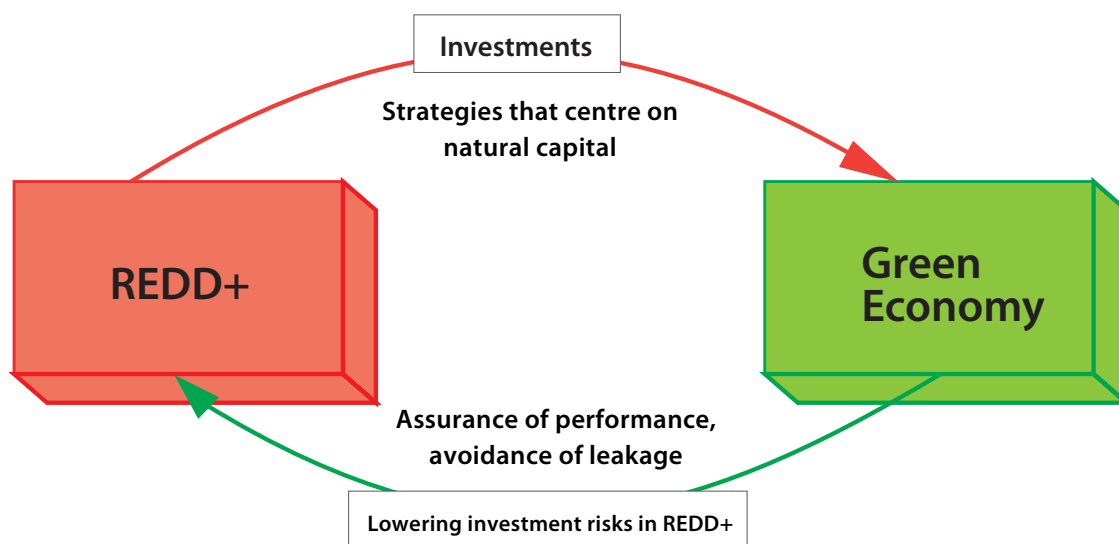 Investments
Strategies that centre on
natural capital
REDD+
Green
Economy
Assurance of performance,
avoidance of leakage
Lowering investment risks in REDD+